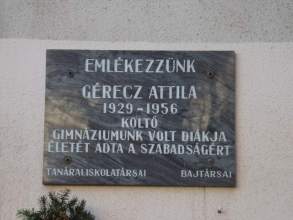 EMLÉKEZZÜNK
GÉRECZ ATTILA
1929-1956
KÖLTŐ
GIMNÁZIUMUNK VOLT DIÁKJA
ÉLETÉT ADTA A SZABADSÁGÉRT
TANÁRAI, ISKOLATÁRSAI BAJTÁRSAI